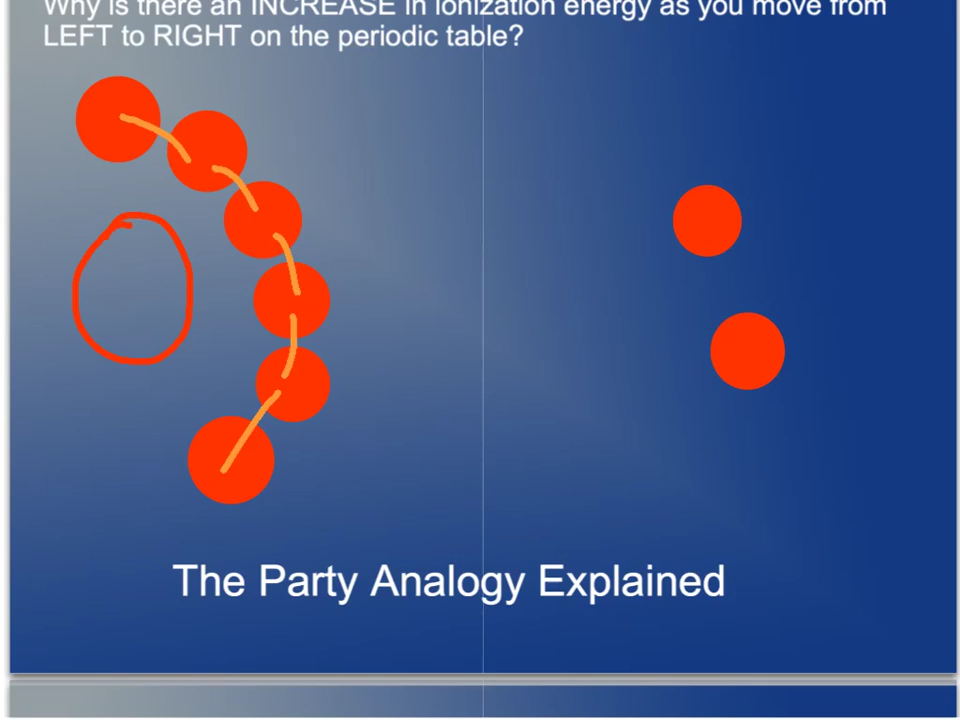 Why is there an INCREASE in ionization energy as you move from
LEFT to RIGHT on the periodic table?
The Party Analogy Explained